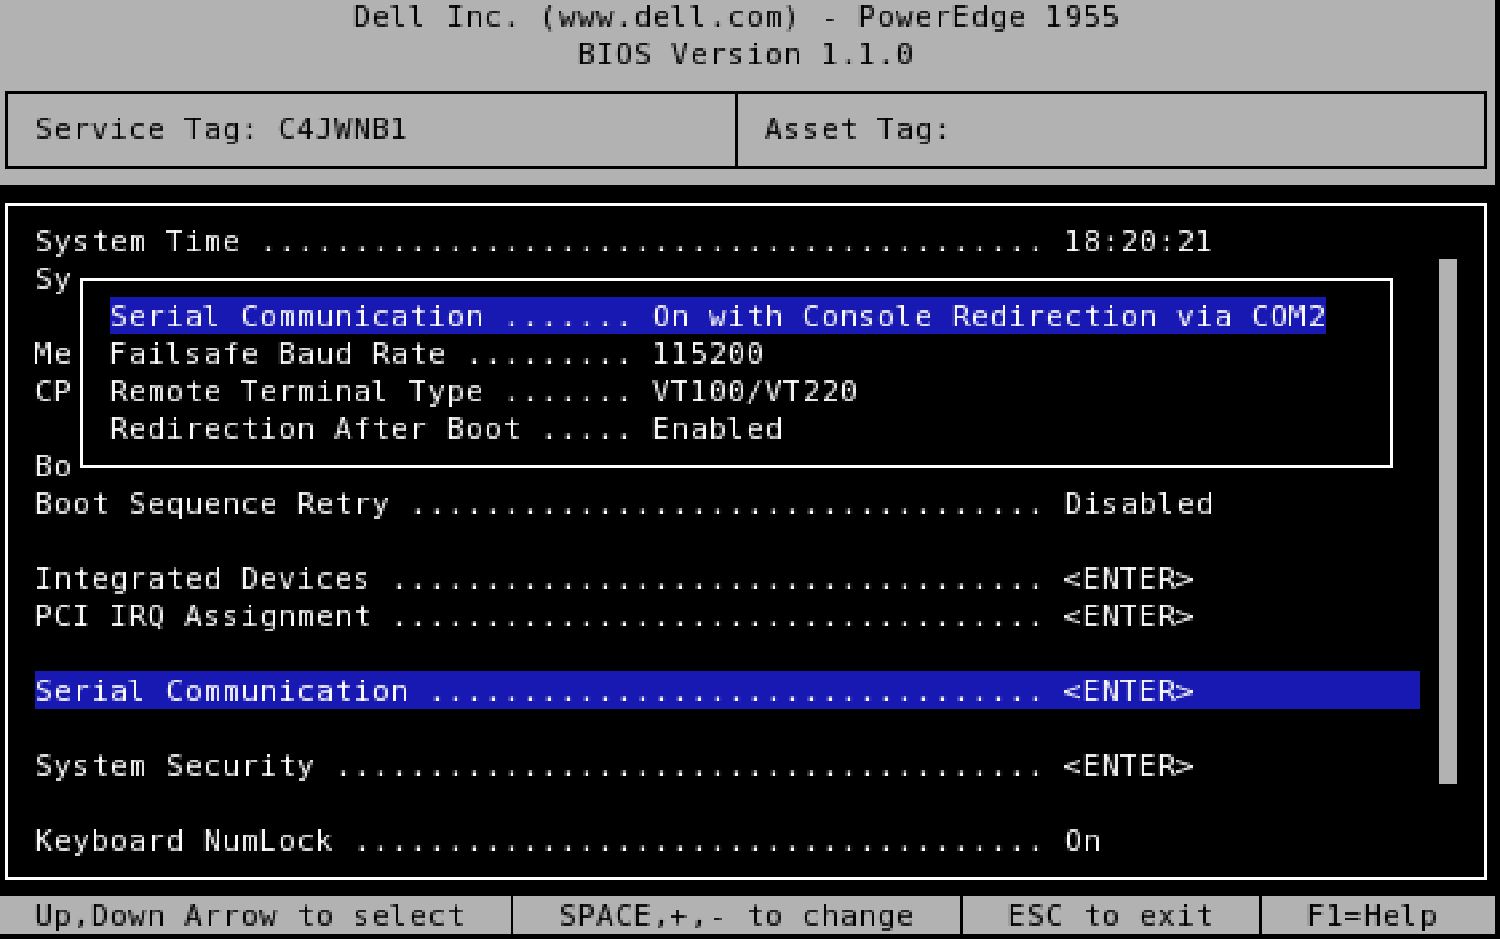 Dell Inc. (www.dell.com) - PowerEdge 1955
BIOS Version 1.1.0
Service Tag: C4JWNB1 Asset Tag:
System Time .......................................... 18:20:21
Sy
Serial Communication ....... On with Console Redirection via COM2
Me Failsafe Baud Rate ......... 115200
CP Remote Terminal Type ....... VT100/VT220
Redirection After Boot ..... Enabled
Bo
Boot Sequence Retry .................................. Disabled
Integrated Devices ................................... <ENTER>
PCI IRQ Assignment ................................... <ENTER>
Serial Communication ................................. <ENTER>
System Security ...................................... <ENTER>
Keyboard NumLock ..................................... On
Up,Down Arrow to select SPACE,+,- to change ESC to exit F1=Help